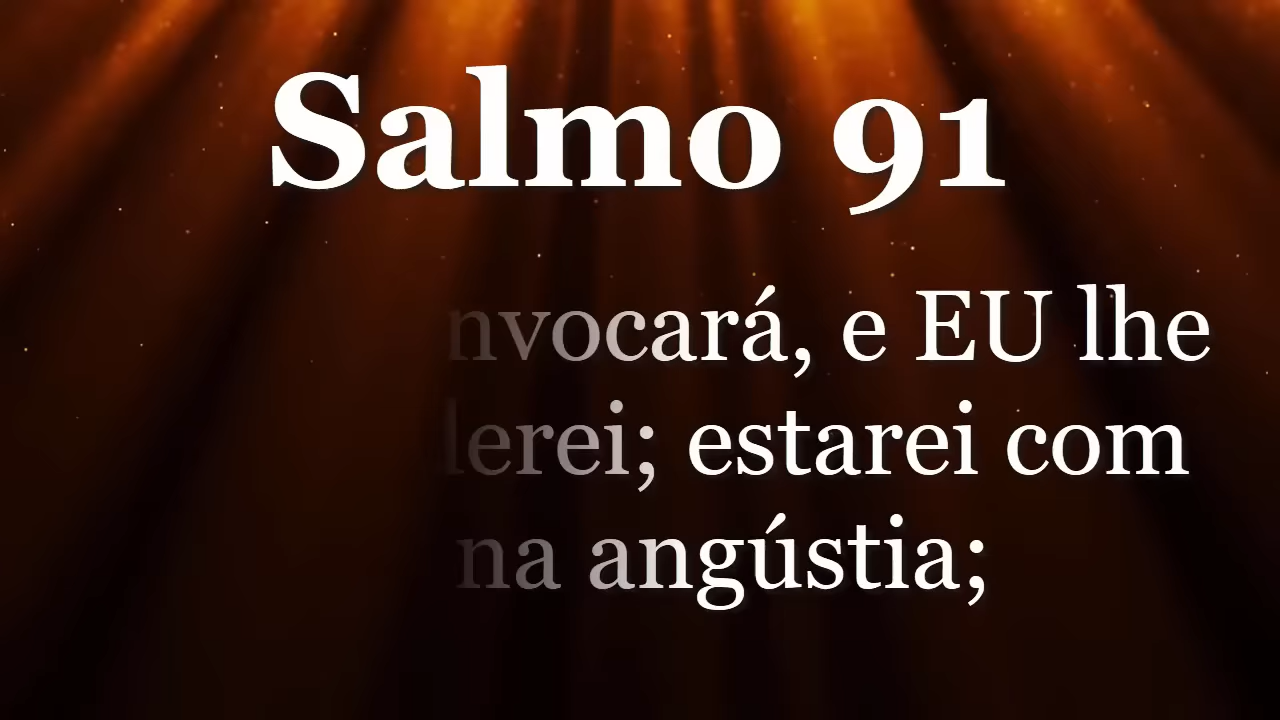 Salmo 91
nvocará, e EU lhe
lerei; estarei com
na angústia;